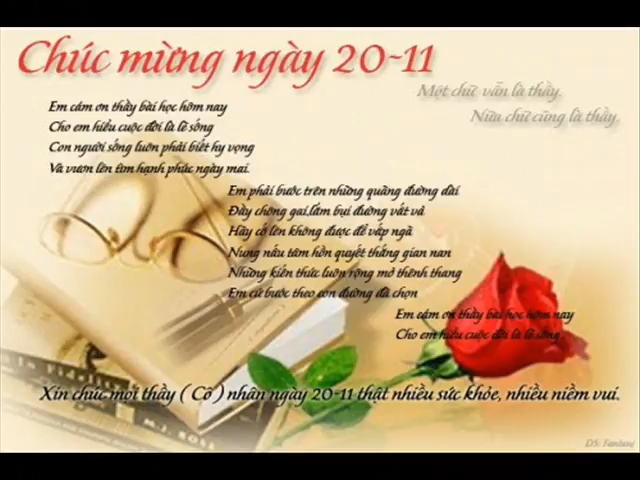 Chúc mừng ngày 20-11
Một chữ vẫn là thầy.
Nửa chữ cũng là thầy.
Em cám ơn thầy bài học hôm nay
Cho em hiểu cuộc đời là lẽ sống
Con người sống luôn phải biết hy vọng
Và vươn lên tìm hạnh phúc ngày mai.
Em phải bước trên những quãng đường dài
Đầy chông gai,lắm bụi đường vất vả
Hãy cố lên không được để vấp ngã
Nung nấu tâm hồn quyết thắng gian nan
Những kiến thức luôn rộng mở thênh thang
Em cứ bước theo con đường đã chọn
Em cám ơn thầy bài học hôm nay
Cho em hiểu cuộc đời là lẽ sống
Xin chúc mọi thầy ( Cô ) nhân ngày 20-11 thật nhiều sức khỏe, nhiều niềm vui.
M.J. ROSE
DS: Fantasy